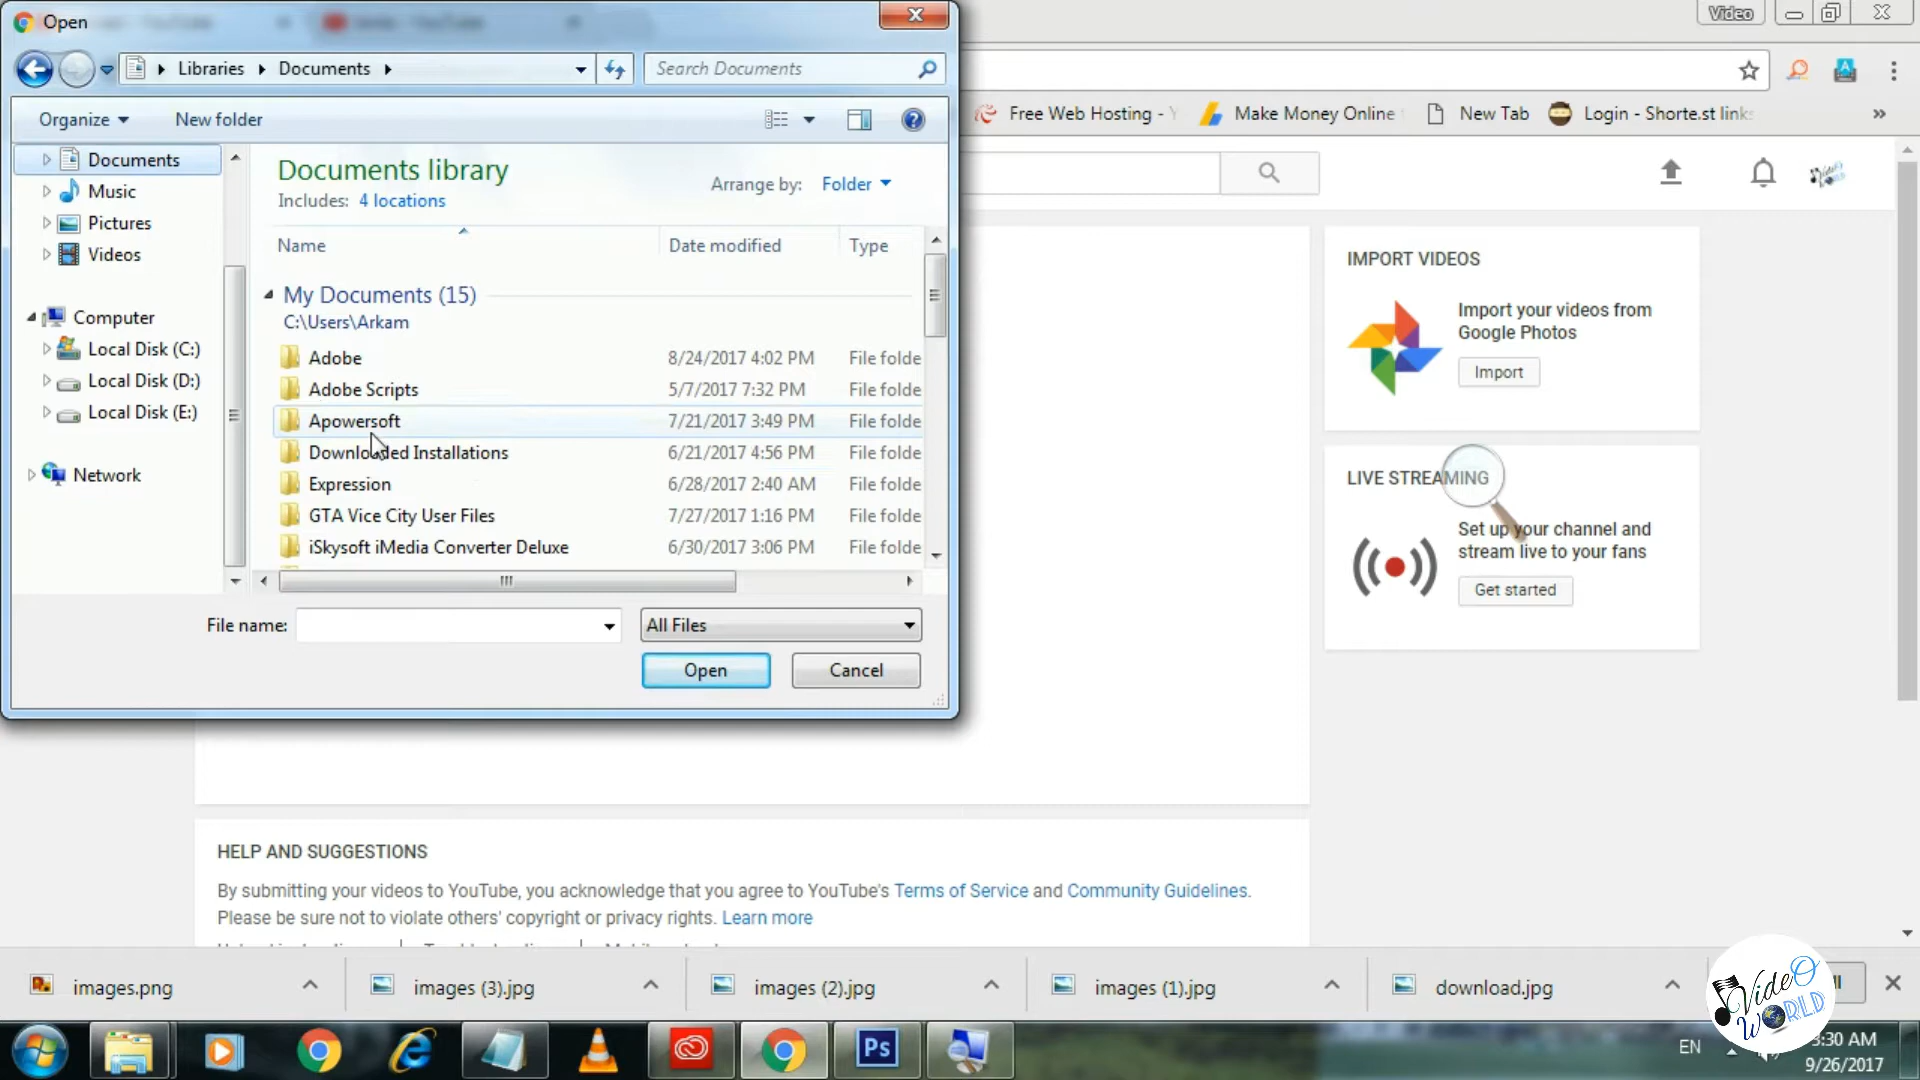 Open
Video
Libraries
Documents
Search Documents
Free Web Hosting - Y
Make Money Online
New Tab
Login - Shorte.st link
»
Organize
New folder
Documents
Music
Pictures
Videos
Computer
Local Disk (C:)
Local Disk (D:)
Local Disk (E:)
Network
Documents library
Includes: 4 locations
Arrange by: Folder
Name
Date modified
Type
My Documents (15)
C:\Users\Arkam
Adobe 8/24/2017 4:02 PM File folde
Adobe Scripts 5/7/2017 7:32 PM File folde
Apowersoft 7/21/2017 3:49 PM File folde
Downloaded Installations 6/21/2017 4:56 PM File folde
Expression 6/28/2017 2:40 AM File folde
GTA Vice City User Files 7/27/2017 1:16 PM File folde
iSkysoft iMedia Converter Deluxe 6/30/2017 3:06 PM File folde
File name:
All Files
Open
Cancel
IMPORT VIDEOS
Import your videos from
Google Photos
Import
LIVE STREAMING
Set up your channel and
stream live to your fans
Get started
HELP AND SUGGESTIONS
By submitting your videos to YouTube, you acknowledge that you agree to YouTube's Terms of Service and Community Guidelines.
Please be sure not to violate others' copyright or privacy rights. Learn more
images.png
images (3).jpg
images (2).jpg
images (1).jpg
download.jpg
VideO
WORLD
Ps
EN
:30 AM
9/26/2017